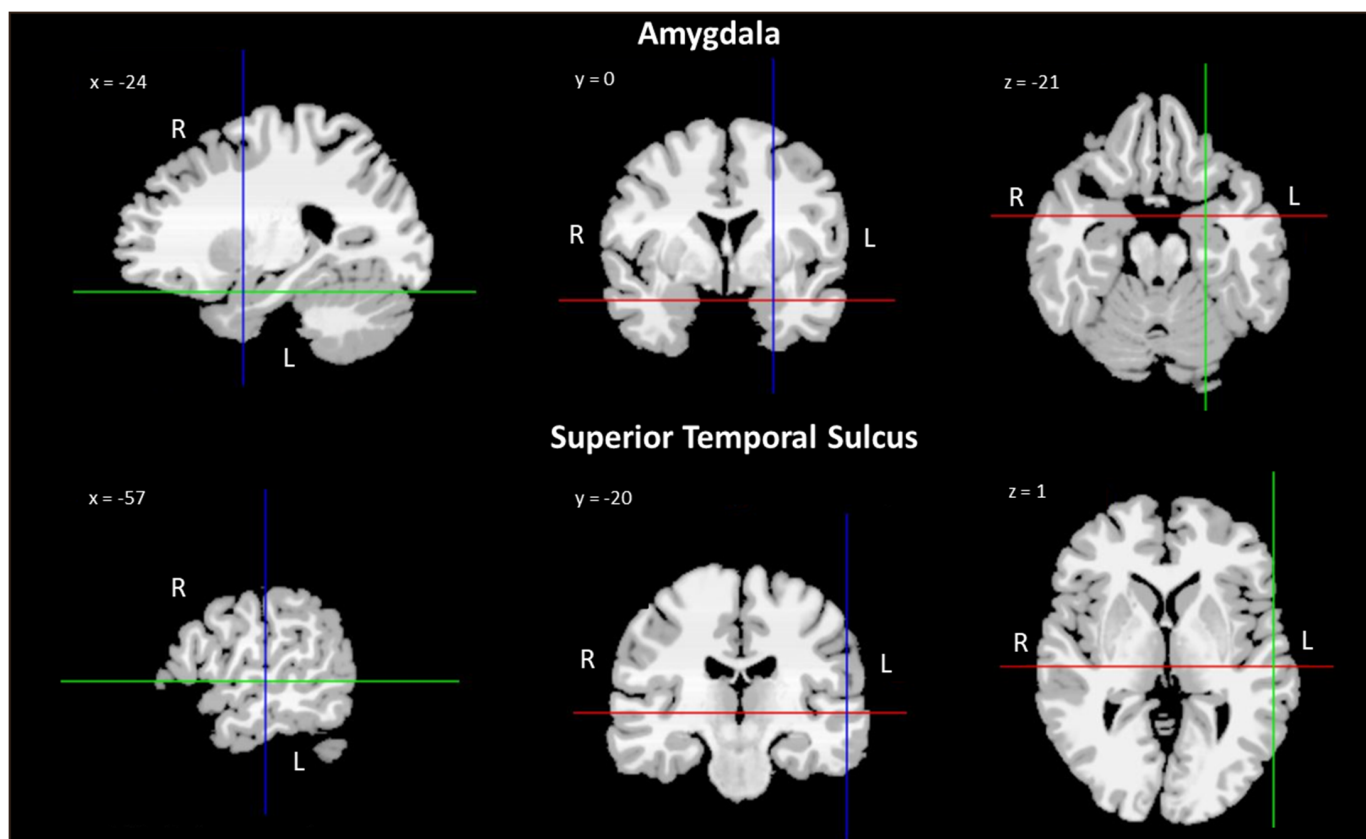 Amygdala
x = -24
y = 0
z = -21
R
R
L
R
L
L
Superior Temporal Sulcus
x = -57
y = -20
z = 1
R
R
L
R
L
L